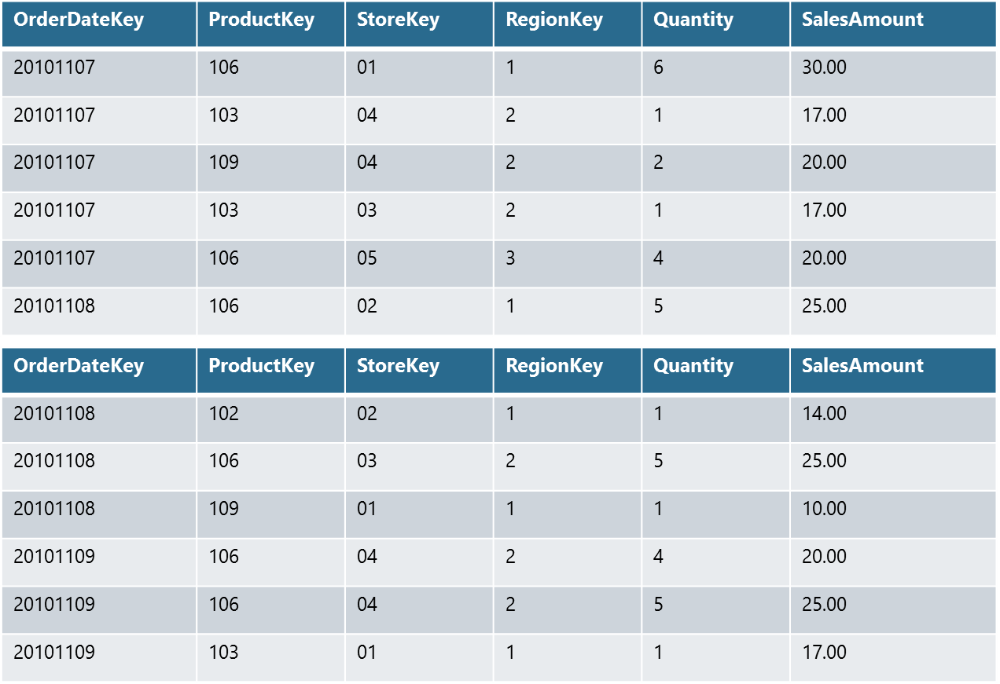 OrderDateKey ProductKey StoreKey RegionKey Quantity SalesAmount
20101107 106 01 1 6 30.00
20101107 103 04 2 1 17.00
20101107 109 04 2 2 20.00
20101107 103 03 2 1 17.00
20101107 106 05 3 4 20.00
20101108 106 02 1 5 25.00
OrderDateKey ProductKey StoreKey RegionKey Quantity SalesAmount
20101108 102 02 1 1 14.00
20101108 106 03 2 5 25.00
20101108 109 01 1 1 10.00
20101109 106 04 2 4 20.00
20101109 106 04 2 5 25.00
20101109 103 01 1 1 17.00